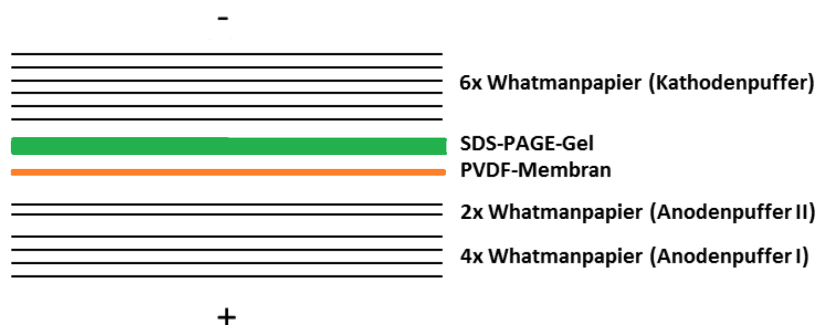 -
6x Whatmanpapier (Kathodenpuffer)
SDS-PAGE-Gel
PVDF-Membran
2x Whatmanpapier (Anodenpuffer II)
4x Whatmanpapier (Anodenpuffer I)
+